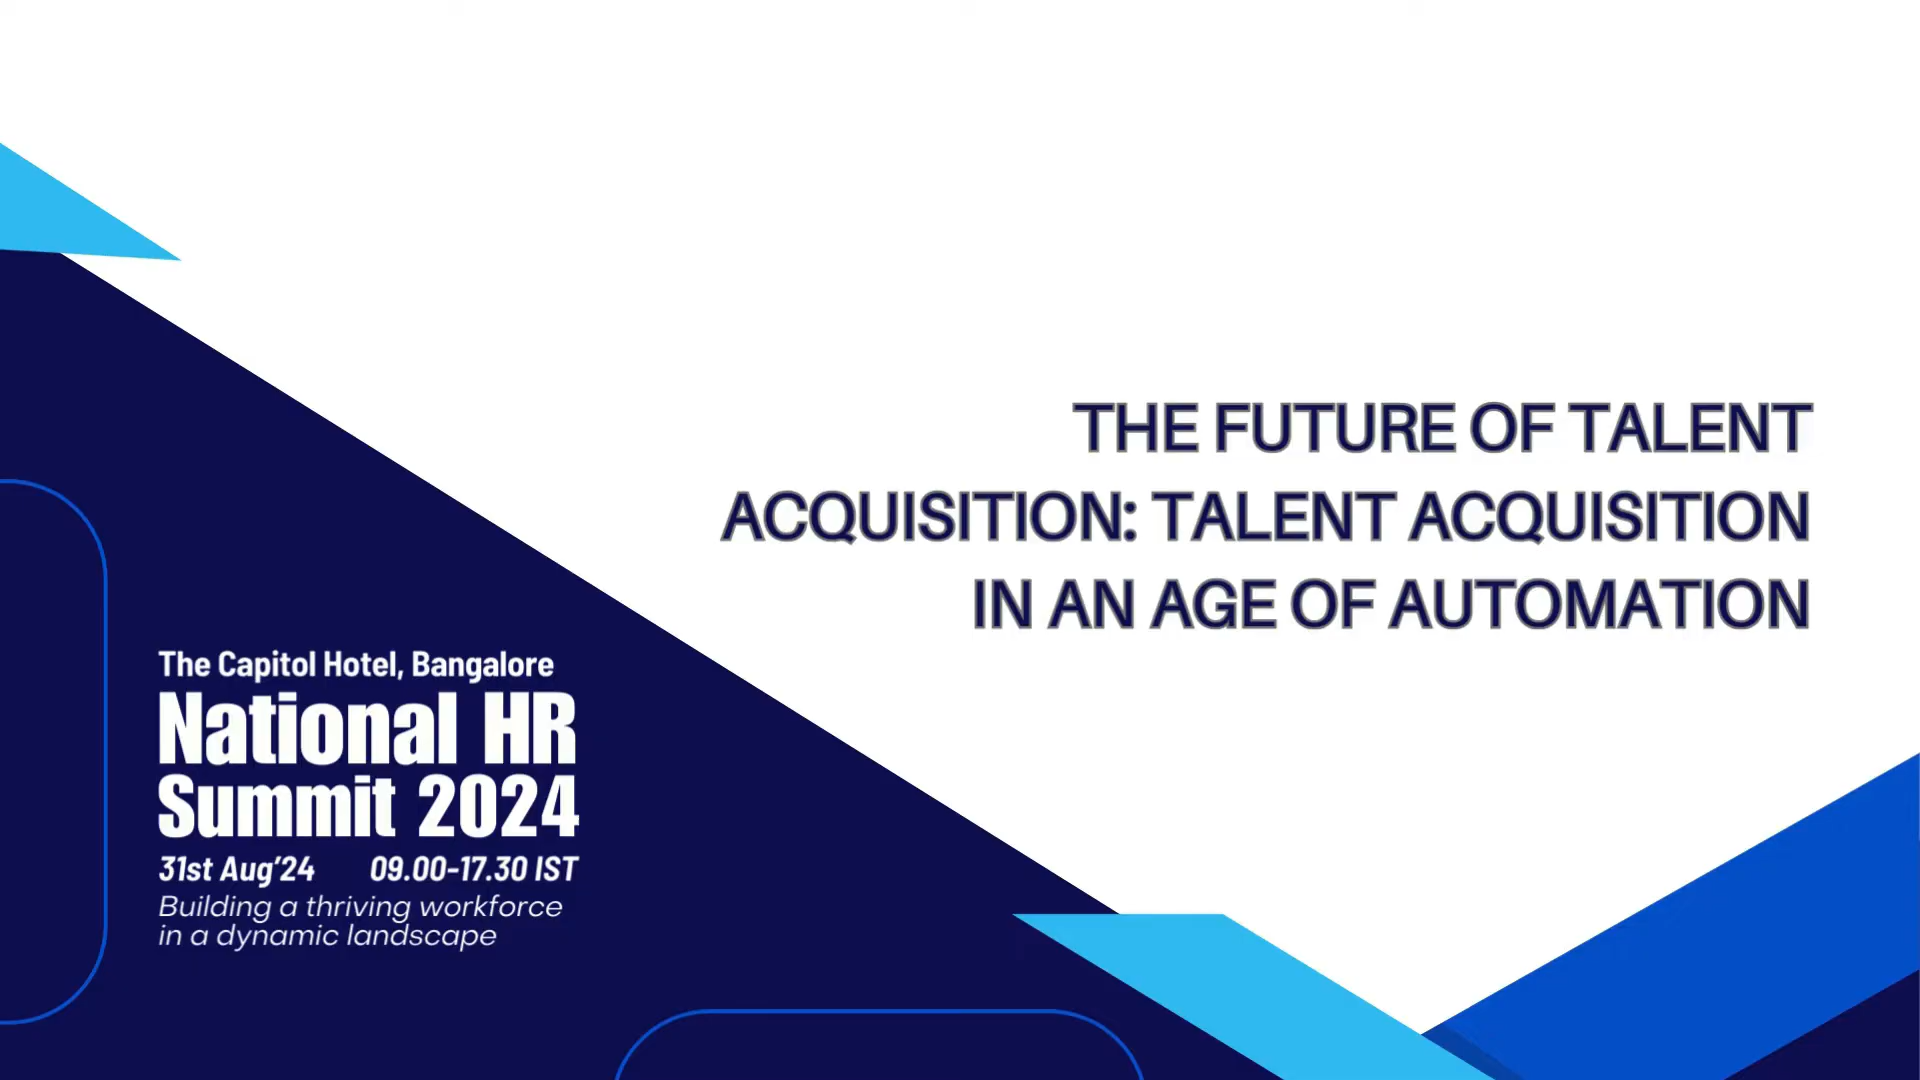 THE FUTURE OF TALENT
ACQUISITION: TALENT ACQUISITION
IN AN AGE OF AUTOMATION
The Capitol Hotel, Bangalore
National HR
Summit 2024
31st Aug'24 09.00-17.30 IST
Building a thriving workforce
in a dynamic landscape